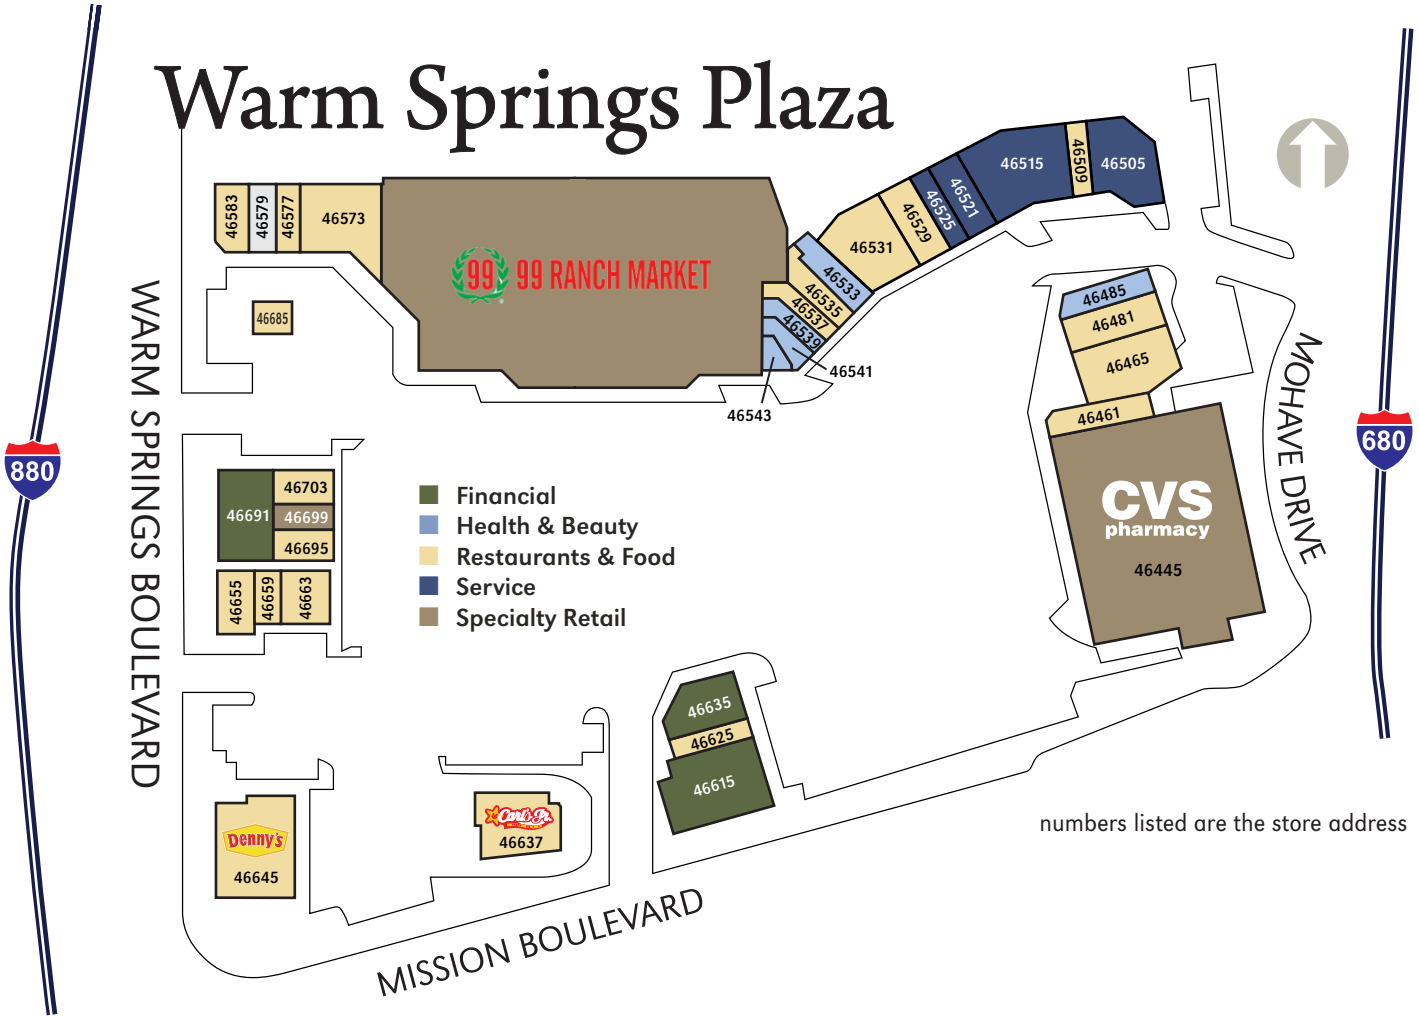 Warm Springs Plaza
46583
46579
46577
46573
99 99 RANCH MARKET
46685
46531
46529
46525
46521
46515
46509
46505
46533
46535
46537
46539
46541
46543
46485
46481
46465
46461
CVS
pharmacy
46445
880
680
WARM SPRINGS BOULEVARD
MOHAVE DRIVE
46691
46703
46699
46695
46655
46659
46663
Financial
Health & Beauty
Restaurants & Food
Service
Specialty Retail
46635
46625
46615
Denny's
46645
Carl's Jr.
46637
numbers listed are the store address
MISSION BOULEVARD